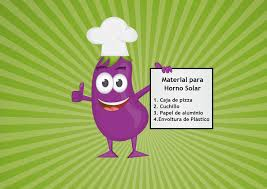 Material para
Horno Solar
1. Caja de pizza
2. Cuchillo
3. Papel de aluminio
4.Envoltura de Plástico